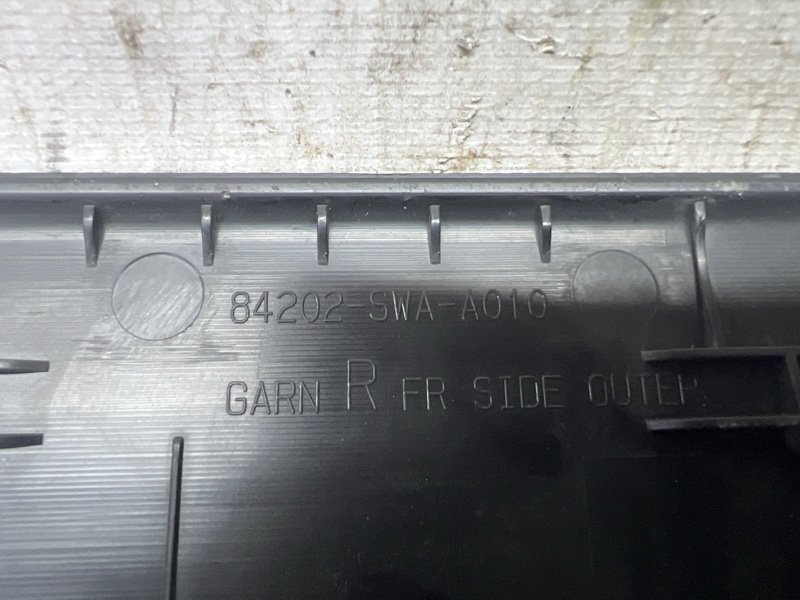 84202-SWA-A010
GARN R FR SIDE OUTER